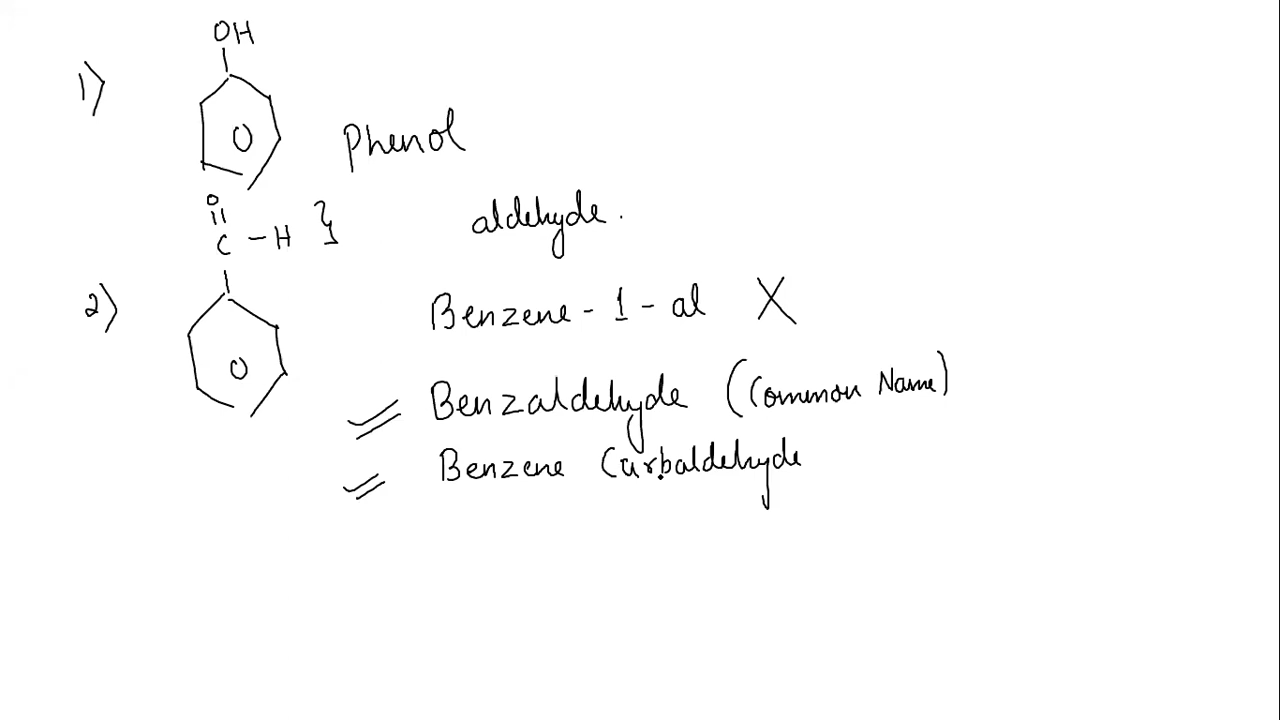 OH
1)
Phenol
O
C - H }
aldehyde.
2)
Benzene - 1 - al X
Benzaldehyde (Common Name)
Benzene Carbaldehyde